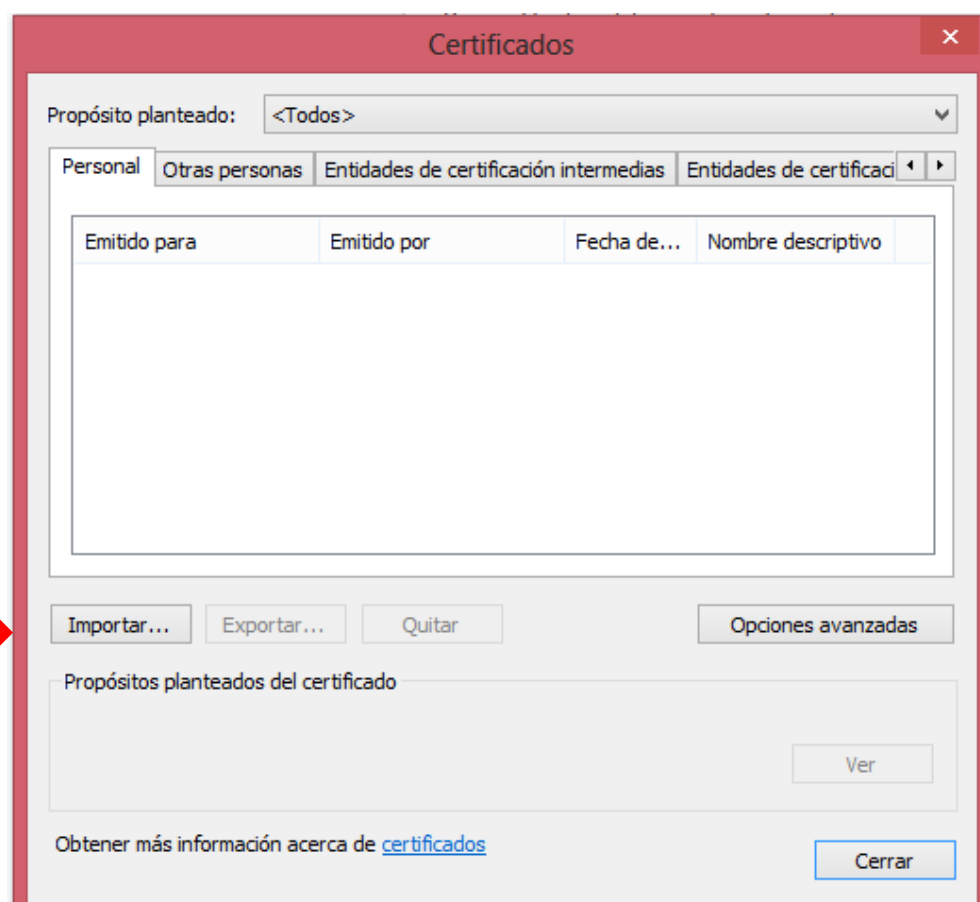 Certificados
Propósito planteado: <Todos>
Personal Otras personas Entidades de certificación intermedias Entidades de certificaci
Emitido para Emitido por Fecha de... Nombre descriptivo
Importar... Exportar... Quitar Opciones avanzadas
Propósitos planteados del certificado
Ver
Obtener más información acerca de certificados
Cerrar